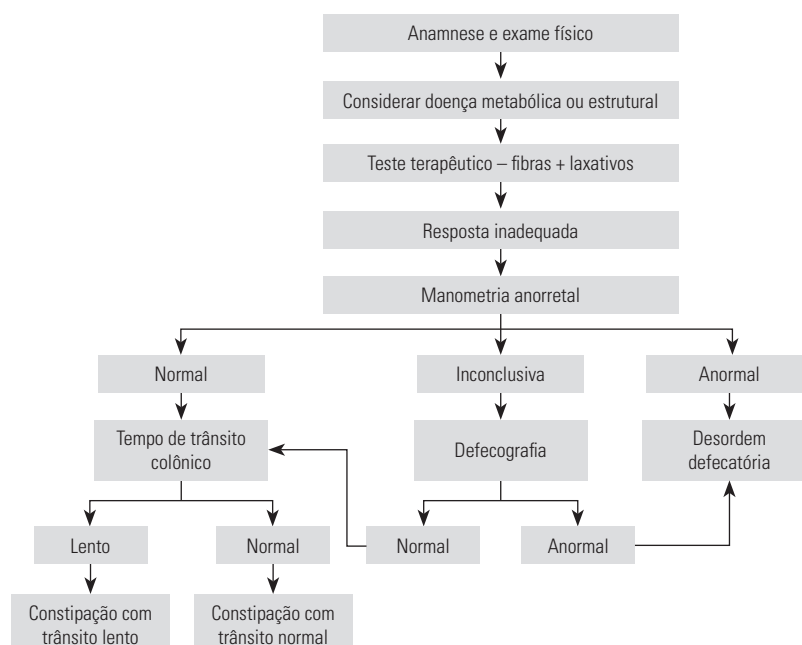 Anamnese e exame físico
Considerar doença metabólica ou estrutural
Teste terapêutico – fibras + laxativos
Resposta inadequada
Manometria anorretal
Normal
Inconclusiva
Anormal
Tempo de trânsito
colônico
Defecografia
Desordem
defecatória
Lento
Normal
Normal
Anormal
Constipação com
trânsito lento
Constipação com
trânsito normal